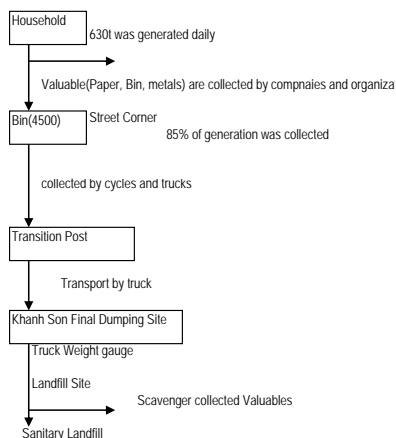 Household
630t was generated daily
Valuable(Paper, Bin, metals) are collected by compnaies and organiza
Bin(4500)
Street Corner
85% of generation was collected
collected by cycles and trucks
Transition Post
Transport by truck
Khanh Son Final Dumping Site
Truck Weight gauge
Landfill Site
Scavenger collected Valuables
Sanitary Landfill